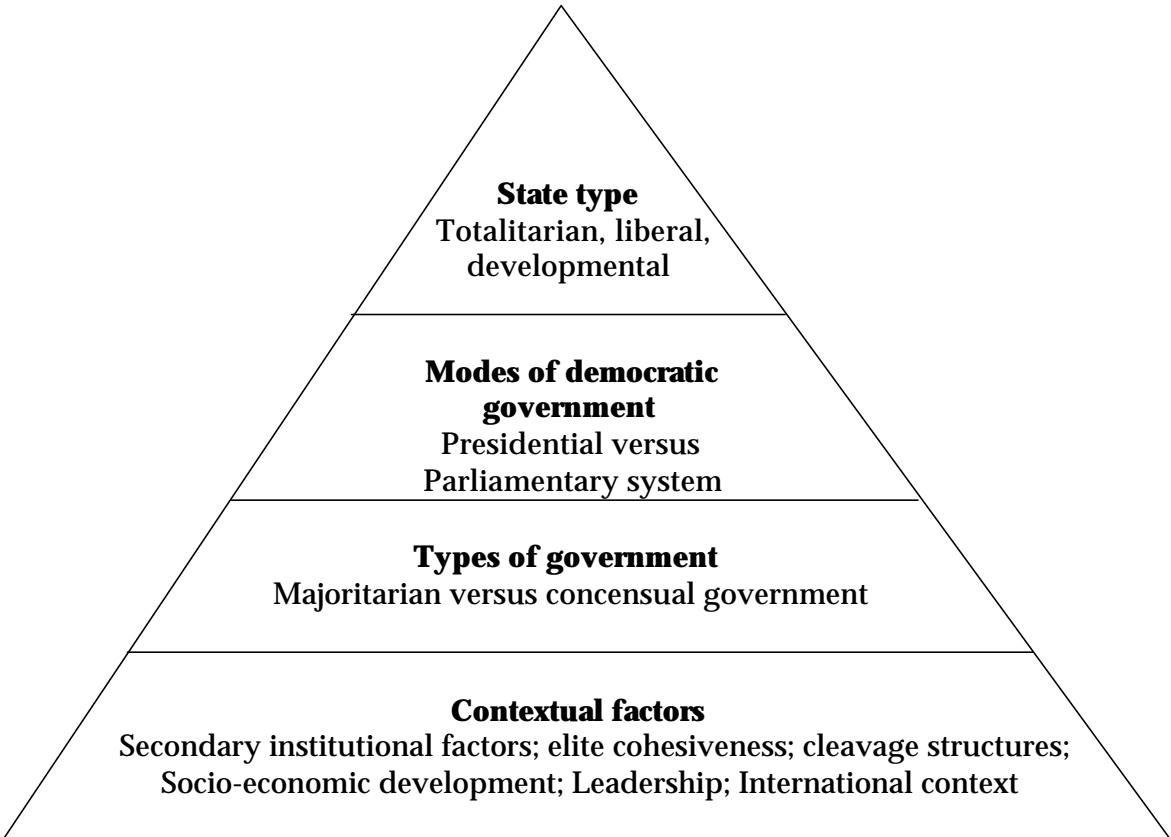 State type
Totalitarian, liberal,
developmental
Modes of democratic
government
Presidential versus
Parliamentary system
Types of government
Majoritarian versus concensual government
Contextual factors
Secondary institutional factors; elite cohesiveness; cleavage structures;
Socio-economic development; Leadership; International context